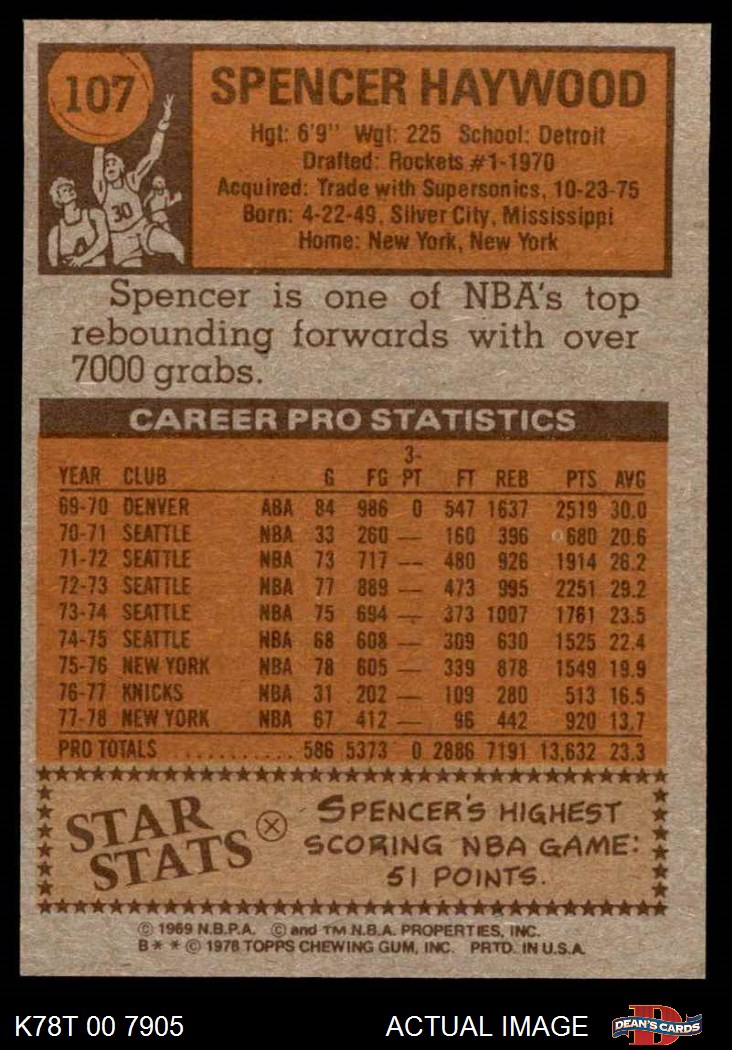 107
SPENCER HAYWOOD
Hgt: 6'9" Wgt: 225 School: Detroit
Drafted: Rockets #1-1970
Acquired: Trade with Supersonics, 10-23-75
Born: 4-22-49, Silver City, Mississippi
Home: New York, New York
30
Spencer is one of NBA's top
rebounding forwards with over
7000 grabs.
CAREER PRO STATISTICS
YEAR CLUB G FG 3-PT FT REB PTS AVG
69-70 DENVER ABA 84 986 0 547 1637 2519 30.0
70-71 SEATTLE NBA 33 260 — 160 396 680 20.6
71-72 SEATTLE NBA 73 717 — 480 926 1914 26.2
72-73 SEATTLE NBA 77 889 — 473 995 2251 29.2
73-74 SEATTLE NBA 75 694 — 373 1007 1761 23.5
74-75 SEATTLE NBA 68 608 — 309 630 1525 22.4
75-76 NEW YORK NBA 78 605 — 339 878 1549 19.9
76-77 KNICKS NBA 31 202 — 109 280 513 16.5
77-78 NEW YORK NBA 67 412 — 96 442 920 13.7
PRO TOTALS .......... 586 5373 0 2886 7191 13,632 23.3
STAR STATS
SPENCER'S HIGHEST
SCORING NBA GAME:
51 POINTS.
© 1969 N.B.P.A. © and TM N.B.A. PROPERTIES, INC.
B* * © 1978 TOPPS CHEWING GUM, INC. PRTD. IN U.S.A.
K78T 00 7905 ACTUAL IMAGE DEAN'S CARDS